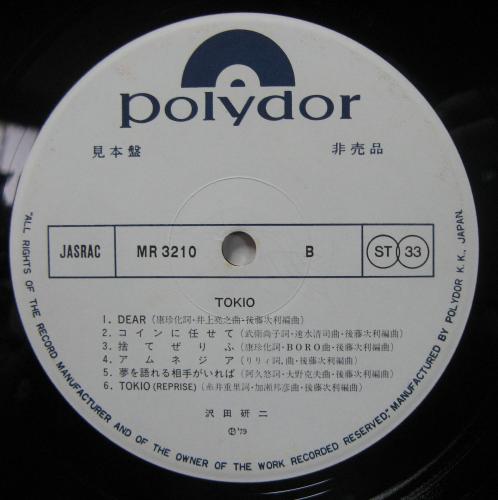 polydor
見本盤 非売品
JASRAC MR 3210 B ST 33
TOKIO
1. DEAR (康珍化詞・井上堯之曲・後藤次利編曲)
2. コインに任せて (武衛尚子詞・速水清司曲・後藤次利編曲)
3. 捨てぜりふ (康珍化詞・BORO曲・後藤次利編曲)
4. アムネジア (りりィ詞,曲・後藤次利編曲)
5. 夢を語れる相手がいれば (阿久悠詞・大野克夫曲・後藤次利編曲)
6. TOKIO (REPRISE) (糸井重里詞・加瀬邦彦曲・後藤次利編曲)
沢田研二
Ⓟ'79
"ALL RIGHTS OF THE RECORD MANUFACTURER AND OF THE OWNER OF THE WORK RECORDED RESERVED," MANUFACTURED BY POLYDOR K.K., JAPAN.